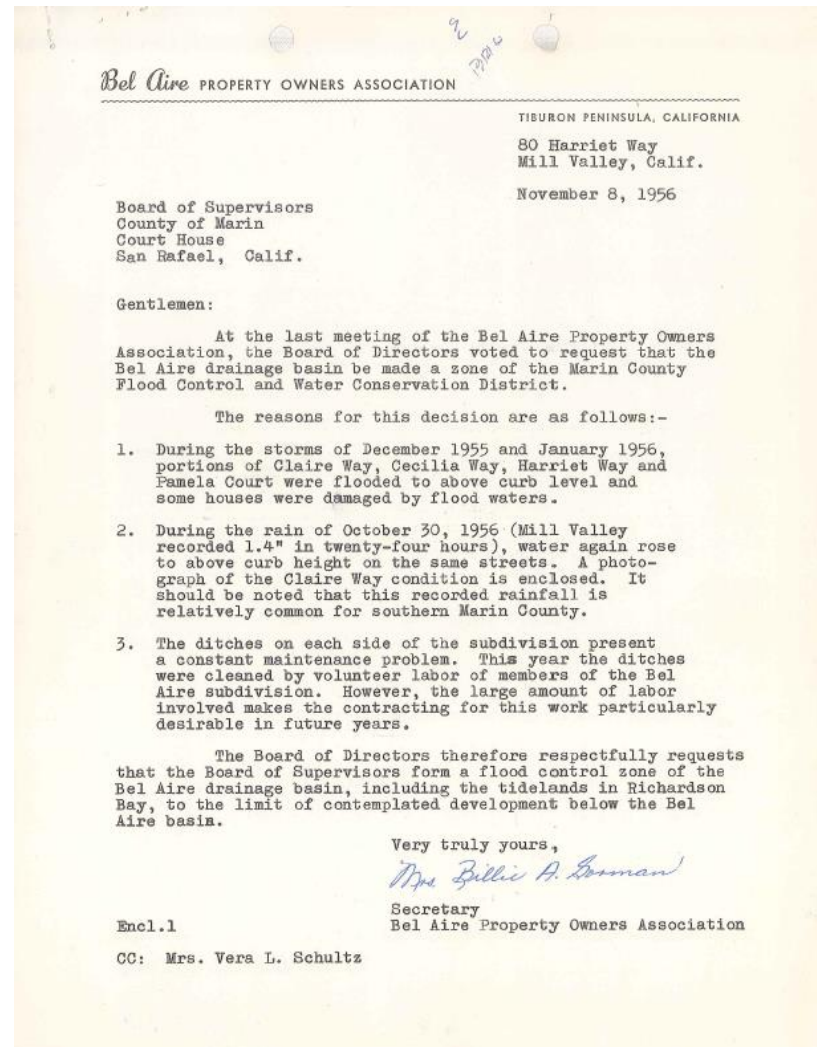 Bel Aire PROPERTY OWNERS ASSOCIATION
TIBURON PENINSULA, CALIFORNIA
80 Harriet Way
Mill Valley, Calif.
November 8, 1956
Board of Supervisors
County of Marin
Court House
San Rafael, Calif.
Gentlemen:
At the last meeting of the Bel Aire Property Owners
Association, the Board of Directors voted to request that the
Bel Aire drainage basin be made a zone of the Marin County
Flood Control and Water Conservation District.
The reasons for this decision are as follows:-
1. During the storms of December 1955 and January 1956,
portions of Claire Way, Cecilia Way, Harriet Way and
Pamela Court were flooded to above curb level and
some houses were damaged by flood waters.
2. During the rain of October 30, 1956 (Mill Valley
recorded 1.4" in twenty-four hours), water again rose
to above curb height on the same streets. A photo-
graph of the Claire Way condition is enclosed. It
should be noted that this recorded rainfall is
relatively common for southern Marin County.
3. The ditches on each side of the subdivision present
a constant maintenance problem. This year the ditches
were cleaned by volunteer labor of members of the Bel
Aire subdivision. However, the large amount of labor
involved makes the contracting for this work particularly
desirable in future years.
The Board of Directors therefore respectfully requests
that the Board of Supervisors form a flood control zone of the
Bel Aire drainage basin, including the tidelands in Richardson
Bay, to the limit of contemplated development below the Bel
Aire basin.
Very truly yours,
Mrs. Billie A. Gorman
Secretary
Bel Aire Property Owners Association
Encl.1
CC: Mrs. Vera L. Schultz